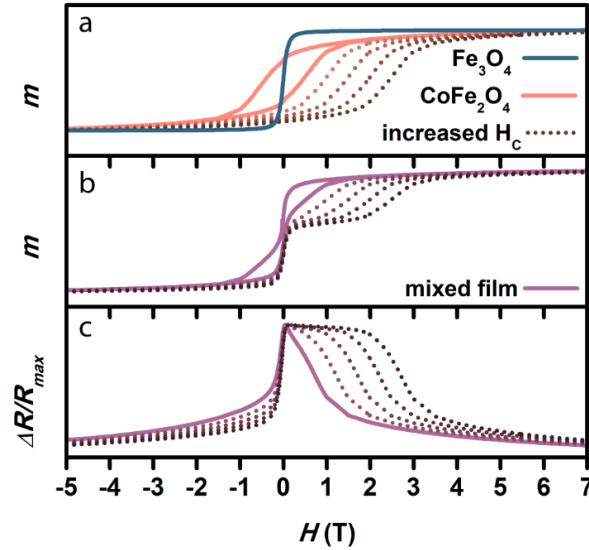 a
m
Fe3O4
CoFe2O4
increased HC
b
m
mixed film
c
ΔR/Rmax
-5 -4 -3 -2 -1 0 1 2 3 4 5 6 7
H (T)